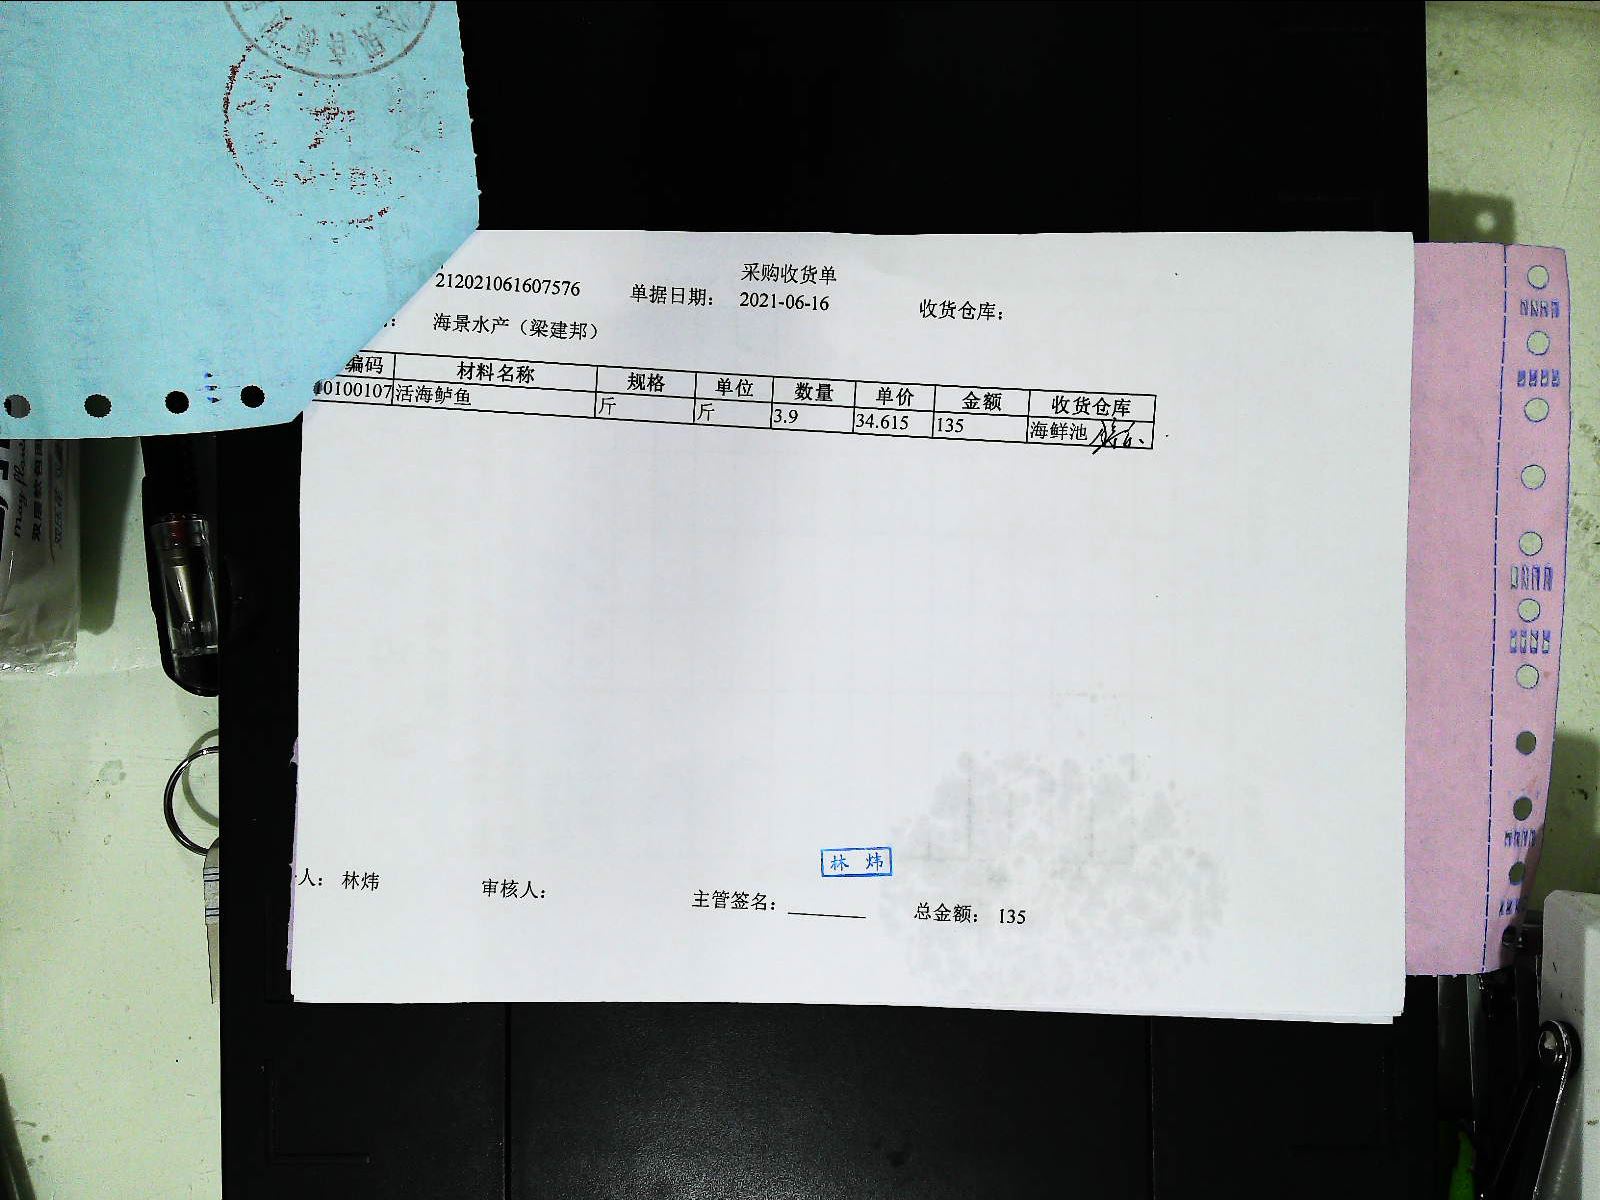 采购收货单
212021061607576 单据日期： 2021-06-16 收货仓库：
海景水产（梁建邦）
编码 材料名称 规格 单位 数量 单价 金额 收货仓库
0100107 活海鲈鱼 斤 斤 3.9 34.615 135 海鲜池
林 炜
人： 林炜 审核人： 主管签名： 总金额： 135